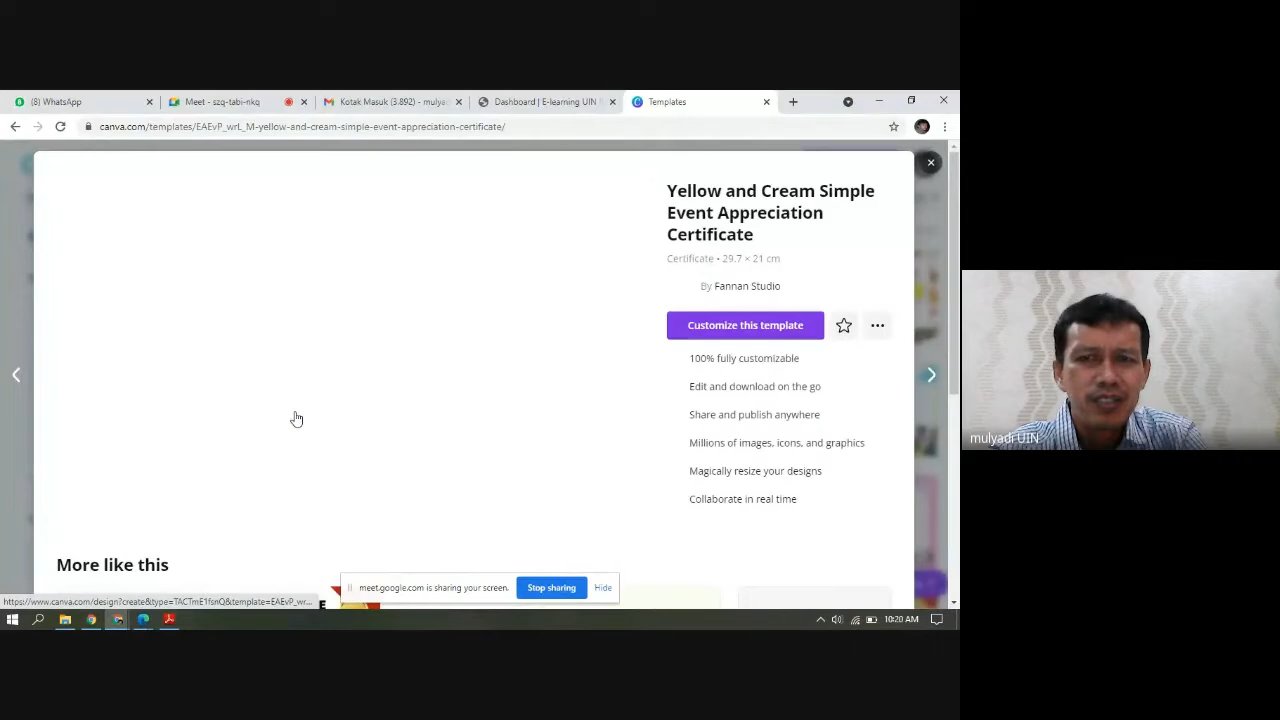 (8) WhatsApp
Meet - szq-tabi-nkq
Kotak Masuk (3.892) - mulya
Dashboard | E-learning UIN
Templates
canva.com/templates/EAEvP_wrL_M-yellow-and-cream-simple-event-appreciation-certificate/
Yellow and Cream Simple
Event Appreciation
Certificate
Certificate • 29.7 × 21 cm
By Fannan Studio
Customize this template
100% fully customizable
Edit and download on the go
Share and publish anywhere
Millions of images, icons, and graphics
Magically resize your designs
Collaborate in real time
mulyadi UIN
More like this
meet.google.com is sharing your screen.
Stop sharing
Hide
https://www.canva.com/design?create&type=TACTmE1fsnQ&template=EAEvP_wr...
E
10:20 AM